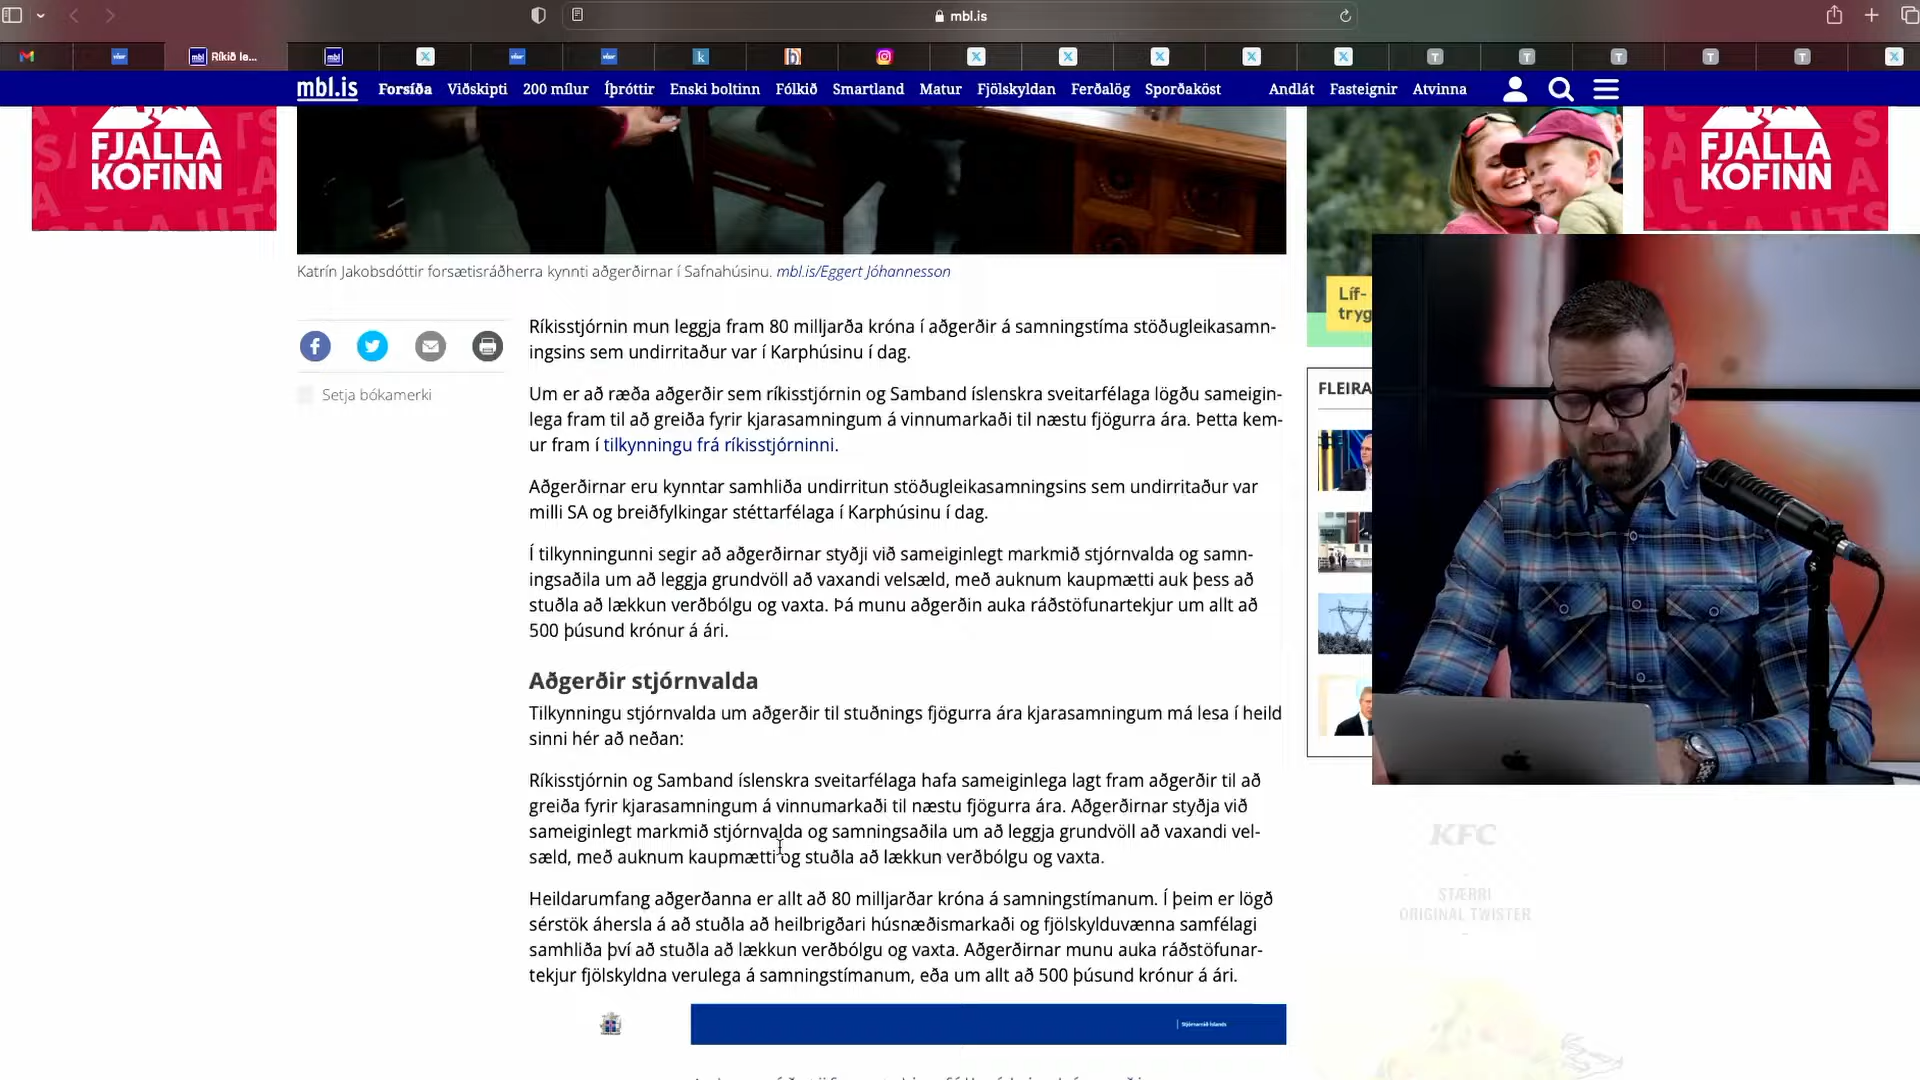 mbl.is
Ríkið le...
mbl.is Forsíða Viðskipti 200 mílur Íþróttir Enski boltinn Fólkið Smartland Matur Fjölskyldan Ferðalög Sporðaköst Andlát Fasteignir Atvinna
FJALLA
KOFINN
FJALLA
KOFINN
Katrín Jakobsdóttir forsætisráðherra kynnti aðgerðirnar í Safnahúsinu. mbl.is/Eggert Jóhannesson
Líf-
tryg
Setja bókamerki
Ríkisstjórnin mun leggja fram 80 milljarða króna í aðgerðir á samningstíma stöðugleikasamn-
ingsins sem undirritaður var í Karphúsinu í dag.
Um er að ræða aðgerðir sem ríkisstjórnin og Samband íslenskra sveitarfélaga lögðu sameigin-
lega fram til að greiða fyrir kjarasamningum á vinnumarkaði til næstu fjögurra ára. Þetta kem-
ur fram í tilkynningu frá ríkisstjórninni.
Aðgerðirnar eru kynntar samhliða undirritun stöðugleikasamningsins sem undirritaður var
milli SA og breiðfylkingar stéttarfélaga í Karphúsinu í dag.
Í tilkynningunni segir að aðgerðirnar styðji við sameiginlegt markmið stjórnvalda og samn-
ingsaðila um að leggja grundvöll að vaxandi velsæld, með auknum kaupmætti auk þess að
stuðla að lækkun verðbólgu og vaxta. Þá munu aðgerðin auka ráðstöfunartekjur um allt að
500 þúsund krónur á ári.
Aðgerðir stjórnvalda
Tilkynningu stjórnvalda um aðgerðir til stuðnings fjögurra ára kjarasamningum má lesa í heild
sinni hér að neðan:
Ríkisstjórnin og Samband íslenskra sveitarfélaga hafa sameiginlega lagt fram aðgerðir til að
greiða fyrir kjarasamningum á vinnumarkaði til næstu fjögurra ára. Aðgerðirnar styðja við
sameiginlegt markmið stjórnvalda og samningsaðila um að leggja grundvöll að vaxandi vel-
sæld, með auknum kaupmætti og stuðla að lækkun verðbólgu og vaxta.
Heildarumfang aðgerðanna er allt að 80 milljarðar króna á samningstímanum. Í þeim er lögð
sérstök áhersla á að stuðla að heilbrigðari húsnæðismarkaði og fjölskylduvænna samfélagi
samhliða því að stuðla að lækkun verðbólgu og vaxta. Aðgerðirnar munu auka ráðstöfunar-
tekjur fjölskyldna verulega á samningstímanum, eða um allt að 500 þúsund krónur á ári.
Stjórnarráð Íslands
FLEIRA
KFC
STÆRRI
ORIGINAL TWISTER